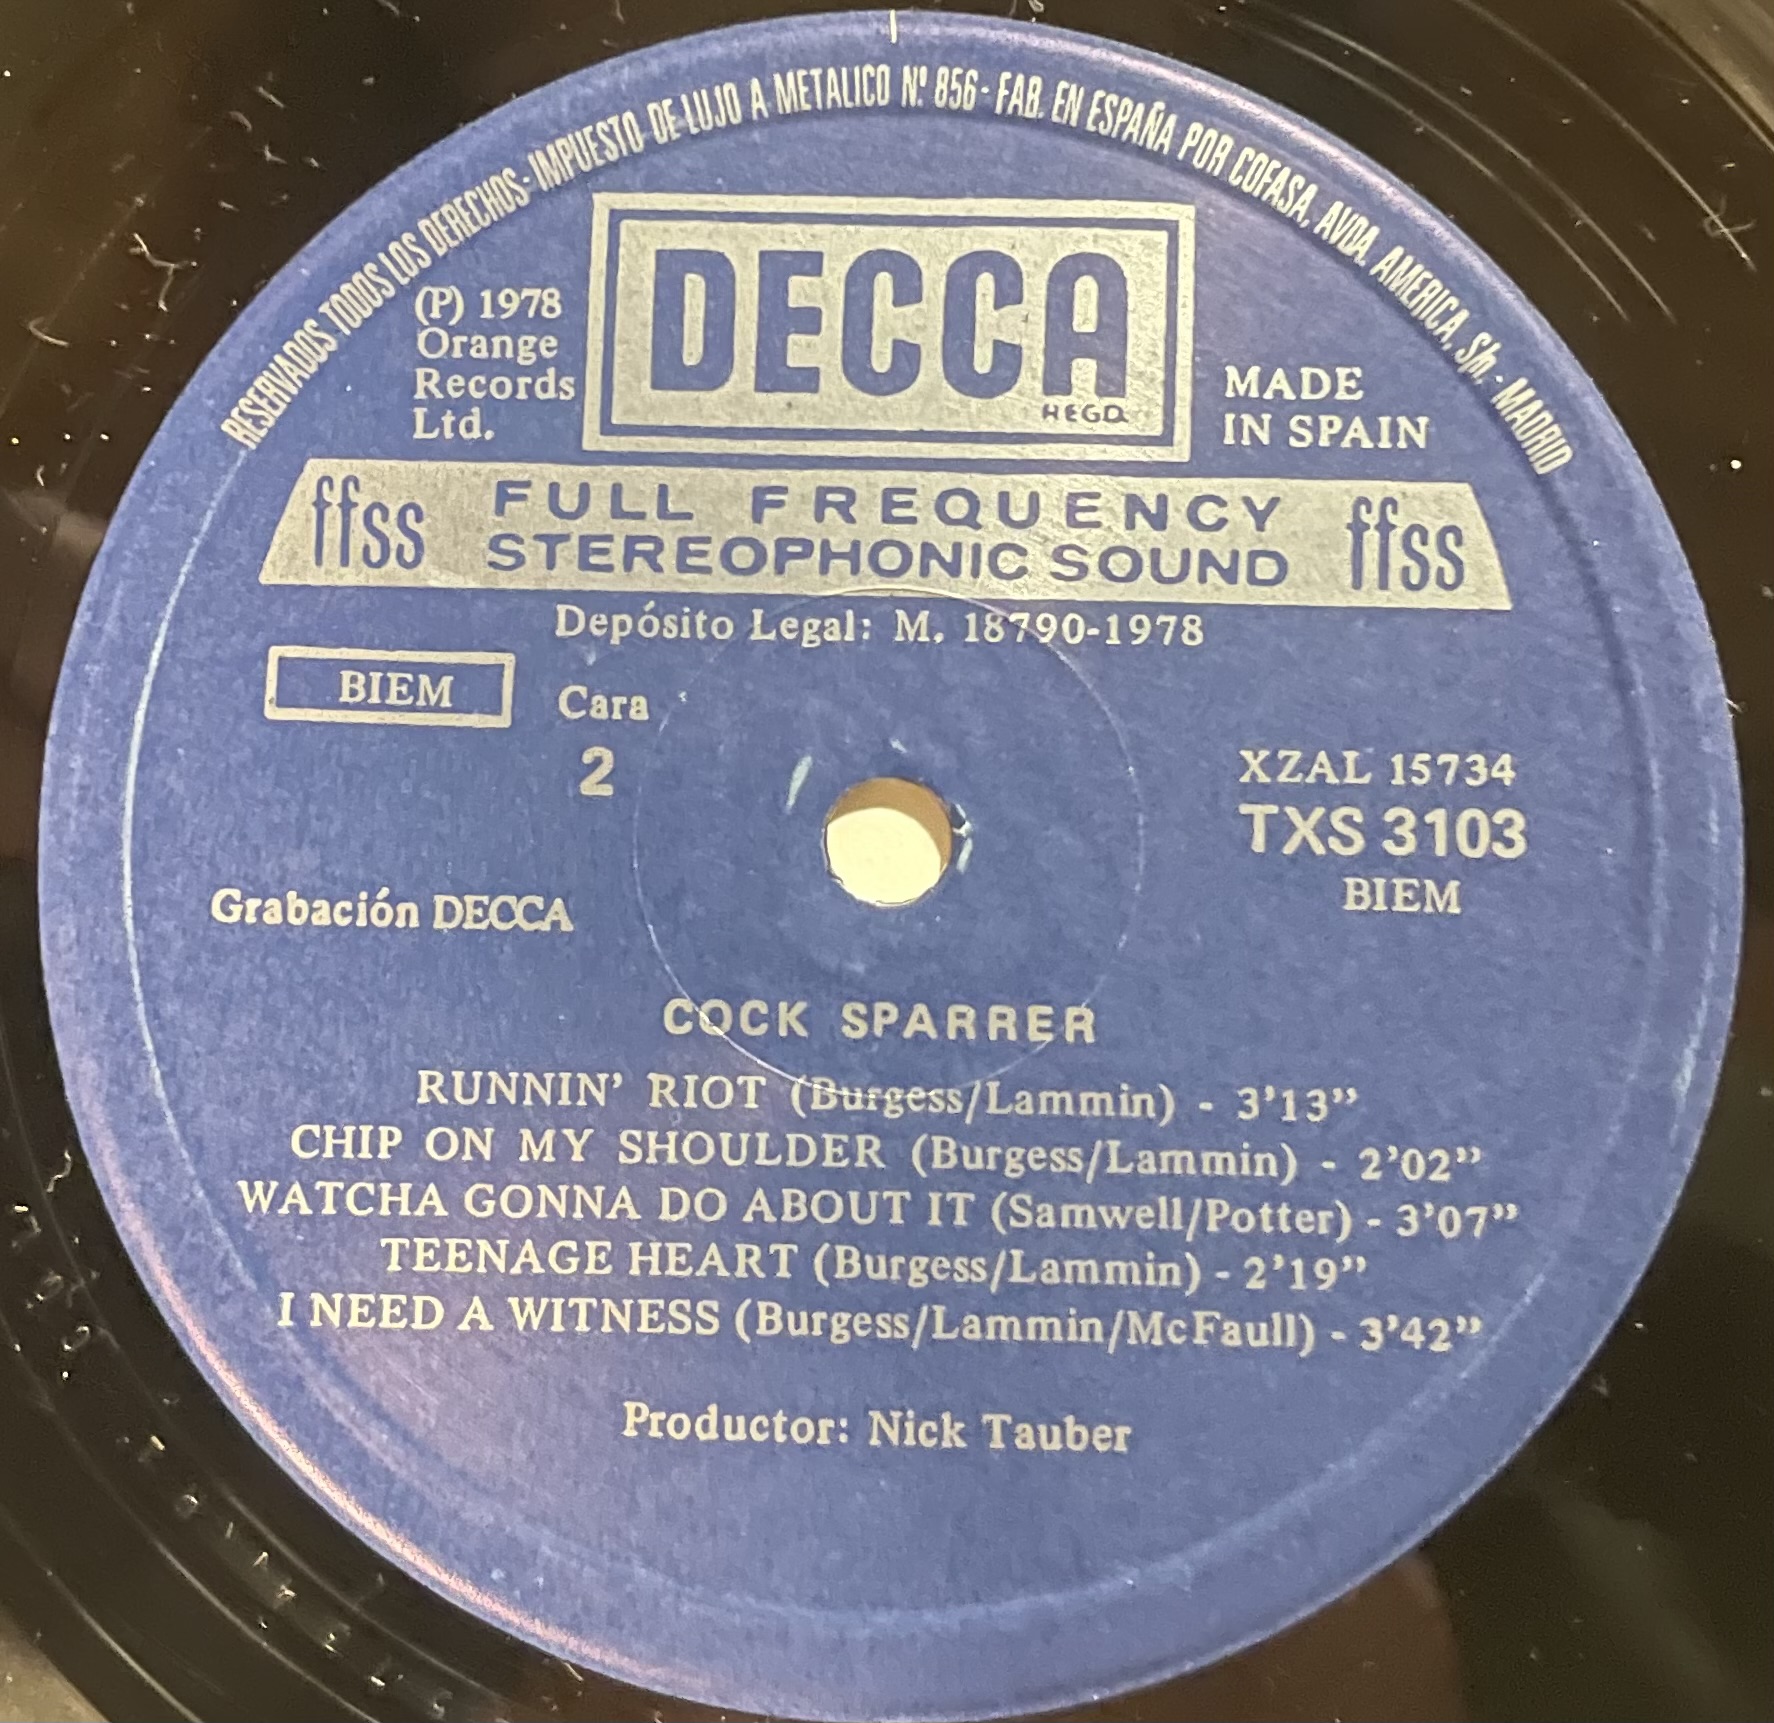 RESERVADOS TODOS LOS DERECHOS - IMPUESTO DE LUJO A METALICO Nº 856 - FAB. EN ESPAÑA POR COFASA, AVDA. AMERICA, S/n. - MADRID
(P) 1978
Orange
Records
Ltd.
DECCA
REGD.
MADE
IN SPAIN
ffss FULL FREQUENCY ffss
STEREOPHONIC SOUND
Depósito Legal: M. 18790-1978
BIEM
Cara
2
XZAL 15734
TXS 3103
BIEM
Grabación DECCA
COCK SPARRER
RUNNIN’ RIOT (Burgess/Lammin) - 3’13”
CHIP ON MY SHOULDER (Burgess/Lammin) - 2’02”
WATCHA GONNA DO ABOUT IT (Samwell/Potter) - 3’07”
TEENAGE HEART (Burgess/Lammin) - 2’19”
I NEED A WITNESS (Burgess/Lammin/McFaull) - 3’42”
Productor: Nick Tauber